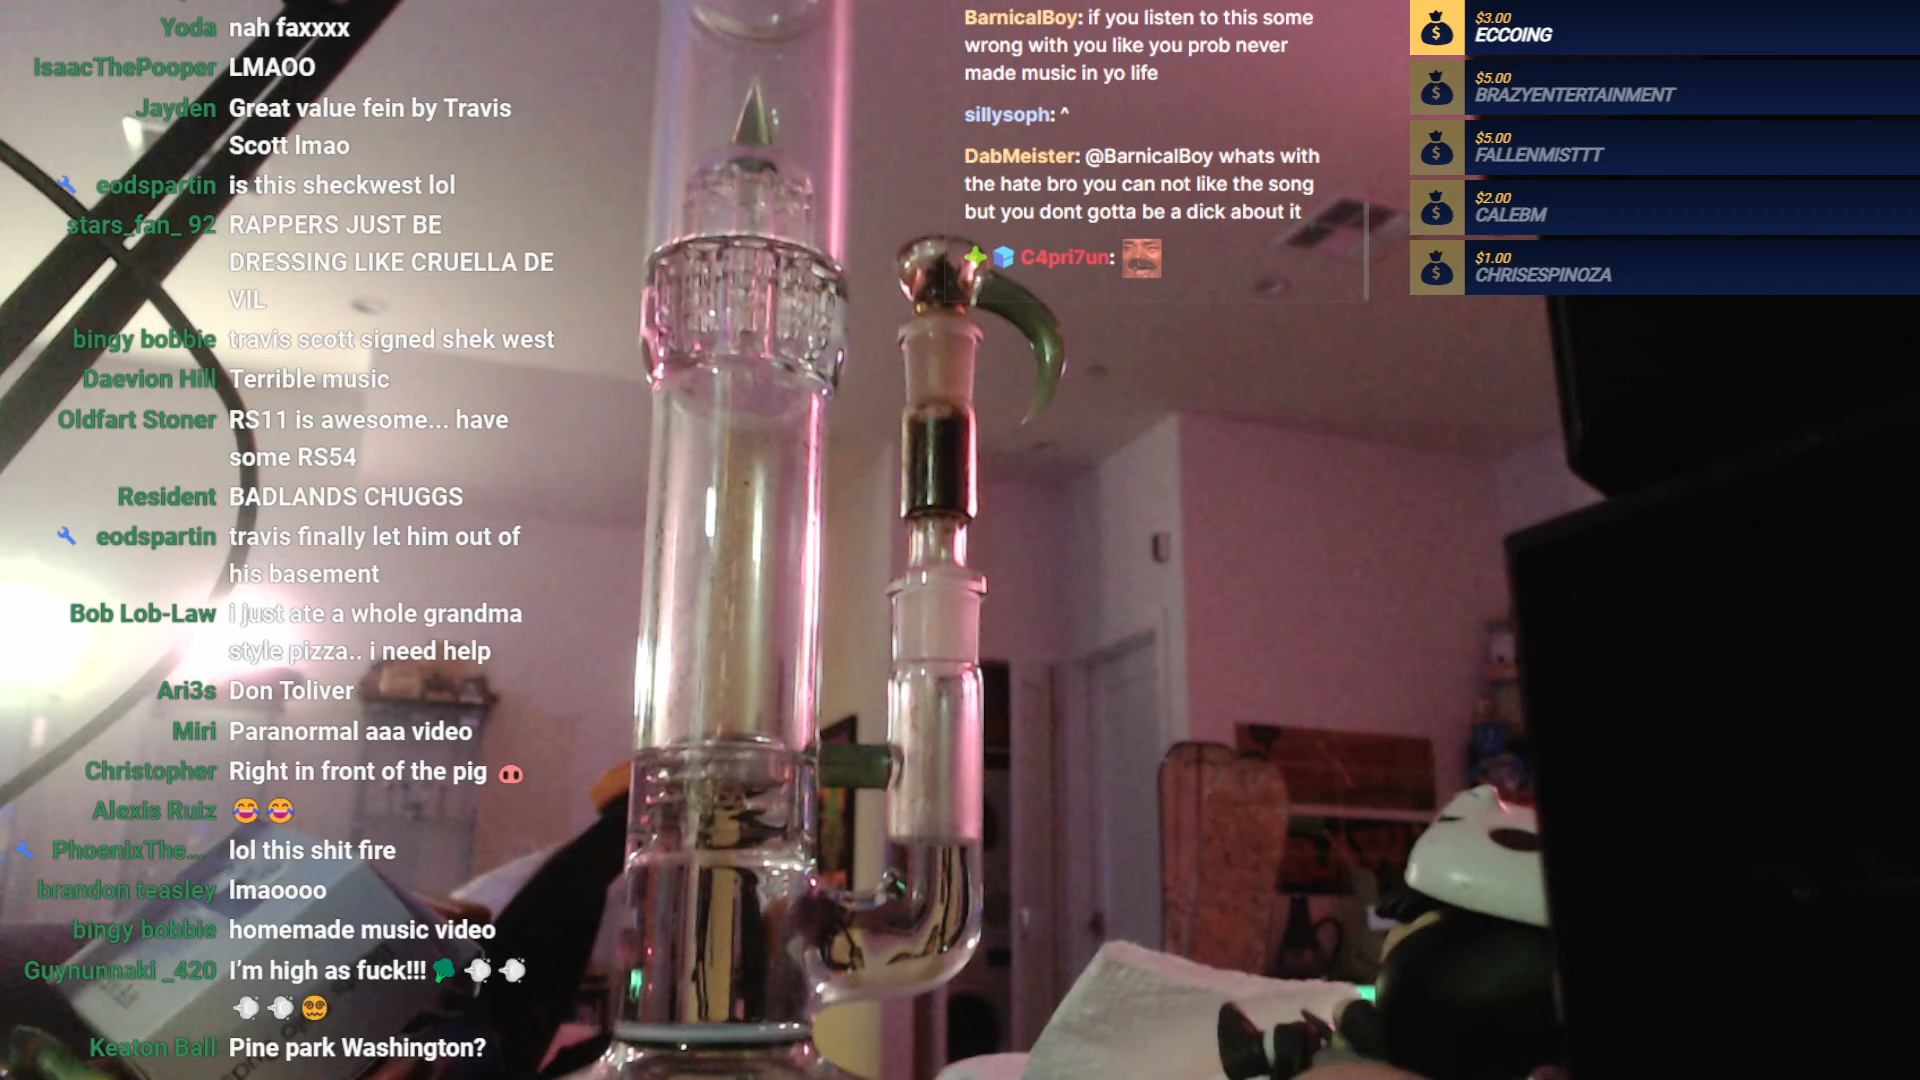 Yoda nah faxxxx
IsaacThePooper LMAOO
Jayden Great value fein by Travis
Scott lmao
eodspartin is this sheckwest lol
stars_fan_ 92 RAPPERS JUST BE
DRESSING LIKE CRUELLA DE
VIL
bingy bobbie travis scott signed shek west
Daevion Hill Terrible music
Oldfart Stoner RS11 is awesome... have
some RS54
Resident BADLANDS CHUGGS
eodspartin travis finally let him out of
his basement
Bob Lob-Law i just ate a whole grandma
style pizza.. i need help
Ari3s Don Toliver
Miri Paranormal aaa video
Christopher Right in front of the pig 🐽
Alexis Ruiz 😂 😂
PhoenixThe... lol this shit fire
brandon teasley lmaoooo
bingy bobbie homemade music video
Guynunnaki _420 I'm high as fuck!!! 🥦 💨 💨
💨 💨 😵‍💫
Keaton Ball Pine park Washington?
BarnicalBoy: if you listen to this some
wrong with you like you prob never
made music in yo life
sillysoph: ^
DabMeister: @BarnicalBoy whats with
the hate bro you can not like the song
but you dont gotta be a dick about it
C4pri7un:
$3.00
ECCOING
$5.00
BRAZYENTERTAINMENT
$5.00
FALLENMISTTT
$2.00
CALEBM
$1.00
CHRISESPINOZA